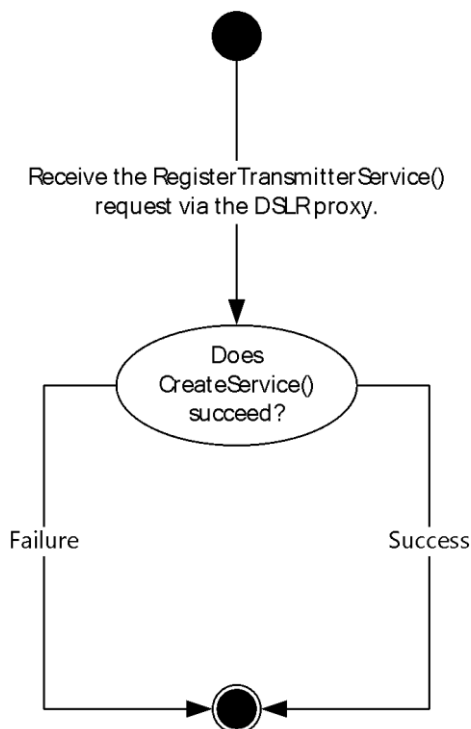 Receive the RegisterTransmitterService()
request via the DSLR proxy.
Does
CreateService()
succeed?
Failure
Success